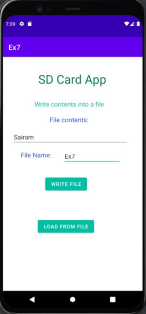 7:09
Ex7
SD Card App
Write contents into a file
File contents:
Sairam
File Name: Ex7
WRITE FILE
LOAD FROM FILE